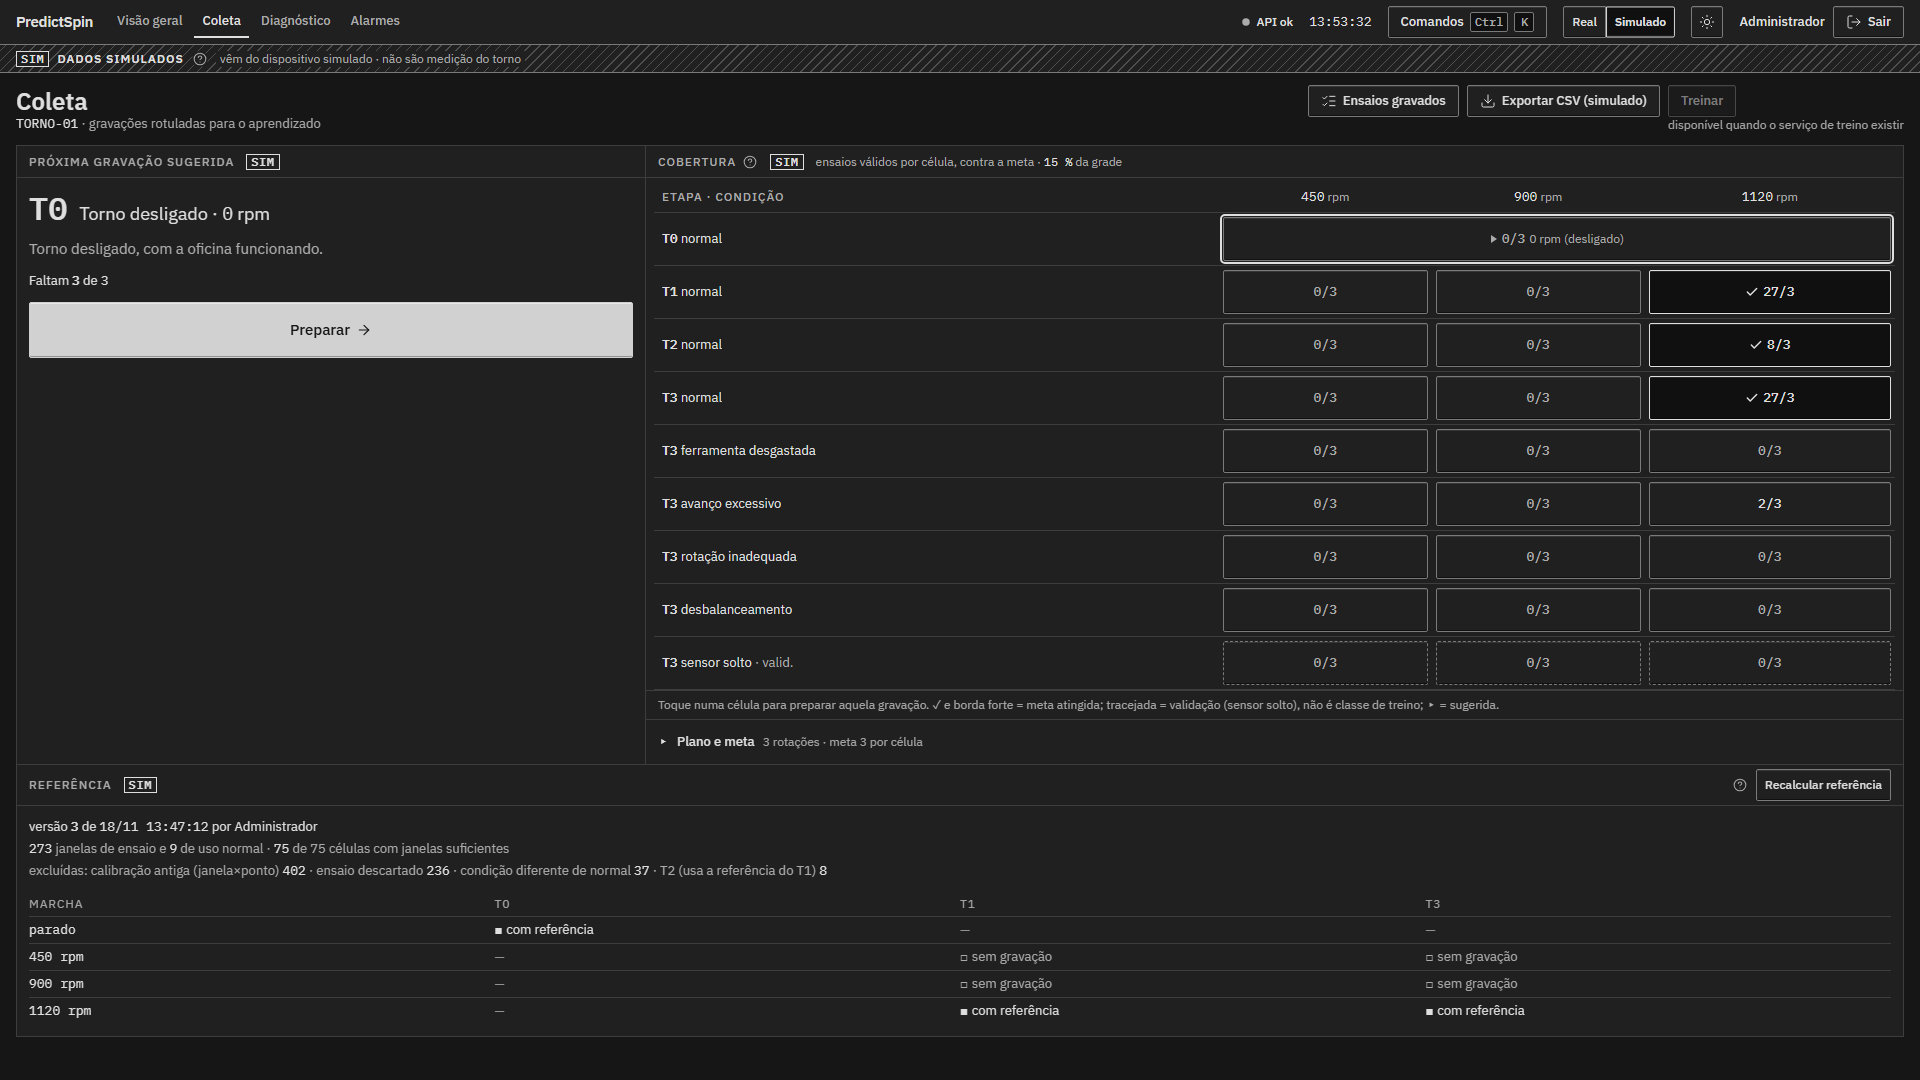 PredictSpin Visão geral Coleta Diagnóstico Alarmes API ok 13:53:32 Comandos Ctrl K Real Simulado Administrador Sair
SIM DADOS SIMULADOS vêm do dispositivo simulado · não são medição do torno
Coleta
TORNO-01 · gravações rotuladas para o aprendizado
Ensaios gravados Exportar CSV (simulado) Treinar
disponível quando o serviço de treino existir
PRÓXIMA GRAVAÇÃO SUGERIDA SIM
T0 Torno desligado · 0 rpm
Torno desligado, com a oficina funcionando.
Faltam 3 de 3
Preparar →
COBERTURA SIM ensaios válidos por célula, contra a meta · 15 % da grade
ETAPA · CONDIÇÃO 450 rpm 900 rpm 1120 rpm
T0 normal ▸ 0/3 0 rpm (desligado)
T1 normal 0/3 0/3 ✓ 27/3
T2 normal 0/3 0/3 ✓ 8/3
T3 normal 0/3 0/3 ✓ 27/3
T3 ferramenta desgastada 0/3 0/3 0/3
T3 avanço excessivo 0/3 0/3 2/3
T3 rotação inadequada 0/3 0/3 0/3
T3 desbalanceamento 0/3 0/3 0/3
T3 sensor solto · valid. 0/3 0/3 0/3
Toque numa célula para preparar aquela gravação. ✓ e borda forte = meta atingida; tracejada = validação (sensor solto), não é classe de treino; ▸ = sugerida.
▸ Plano e meta 3 rotações · meta 3 por célula
REFERÊNCIA SIM Recalcular referência
versão 3 de 18/11 13:47:12 por Administrador
273 janelas de ensaio e 9 de uso normal · 75 de 75 células com janelas suficientes
excluídas: calibração antiga (janela×ponto) 402 · ensaio descartado 236 · condição diferente de normal 37 · T2 (usa a referência do T1) 8
MARCHA T0 T1 T3
parado ■ com referência — —
450 rpm — □ sem gravação □ sem gravação
900 rpm — □ sem gravação □ sem gravação
1120 rpm — ■ com referência ■ com referência